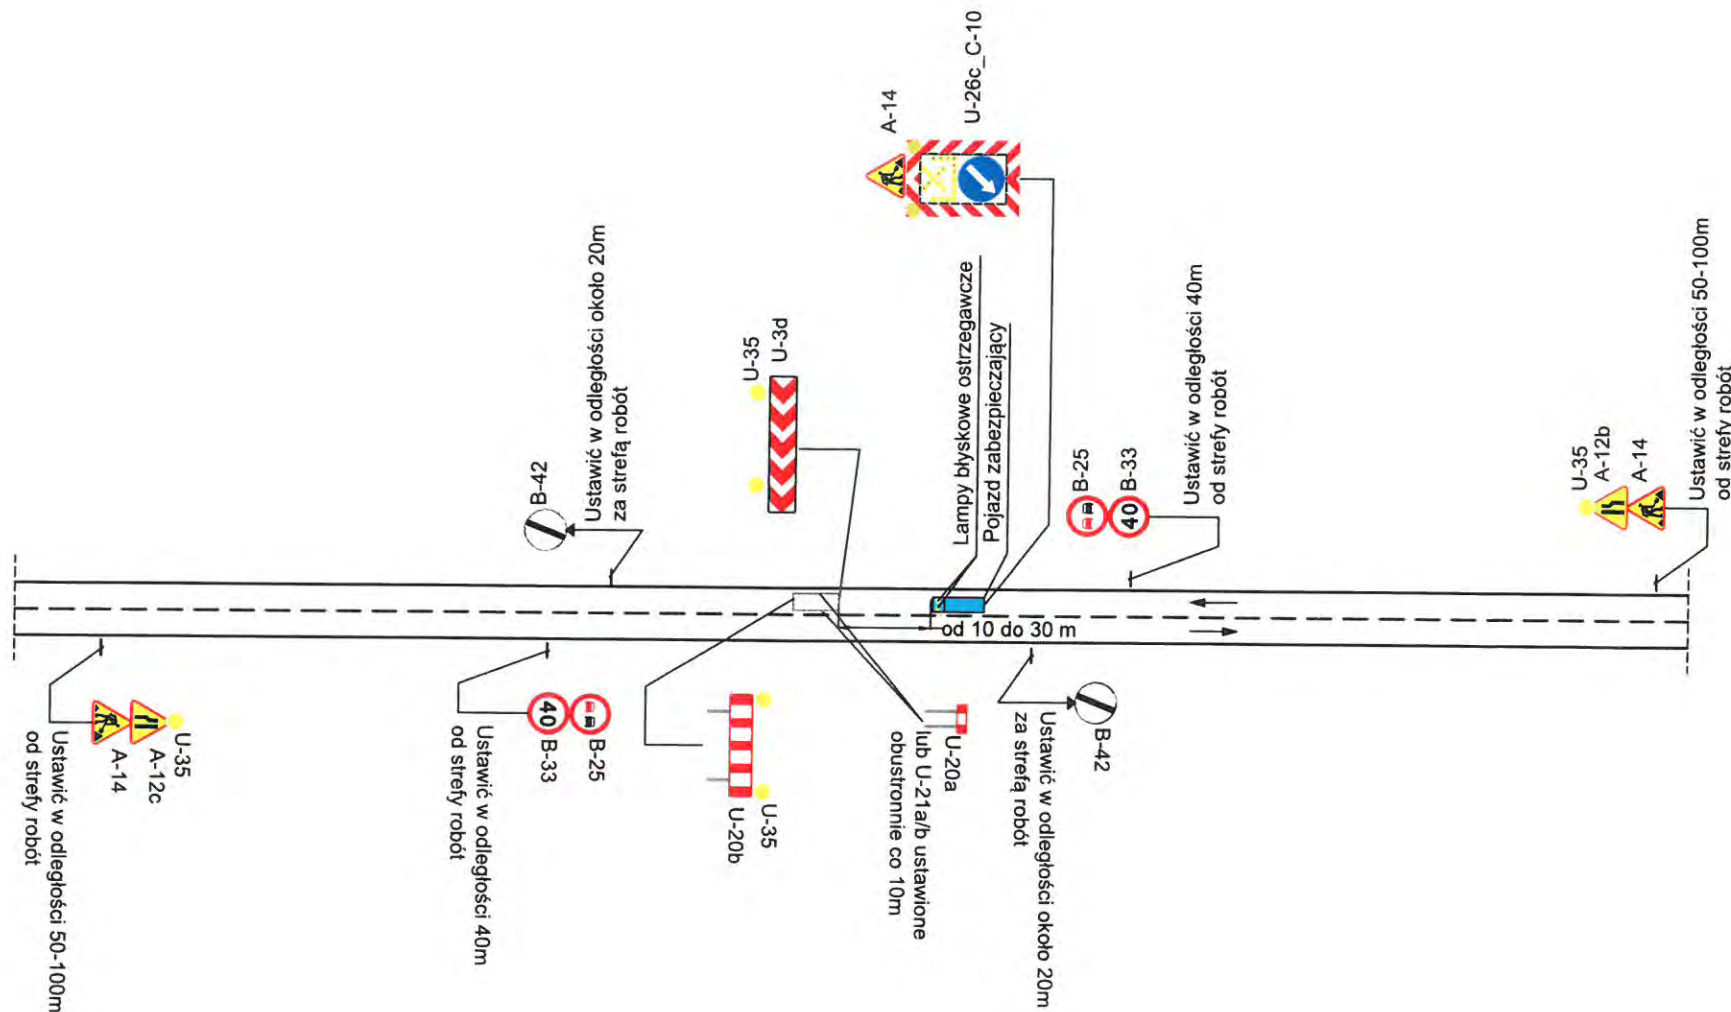 A-14
U-26c_C-10
Ustawić w odległości około 20m
za strefą robót
B-42
U-35
U-3d
Lampy błyskowe ostrzegawcze
Pojazd zabezpieczający
B-25
B-33
40
Ustawić w odległości 40m
od strefy robót
U-35
A-12b
A-14
Ustawić w odległości 50-100m
od strefy robót
od 10 do 30 m
U-35
A-12c
A-14
Ustawić w odległości 50-100m
od strefy robót
40
B-25
B-33
Ustawić w odległości 40m
od strefy robót
U-35
U-20b
U-20a
lub U-21a/b ustawione
obustronnie co 10m
B-42
Ustawić w odległości około 20m
za strefą robót